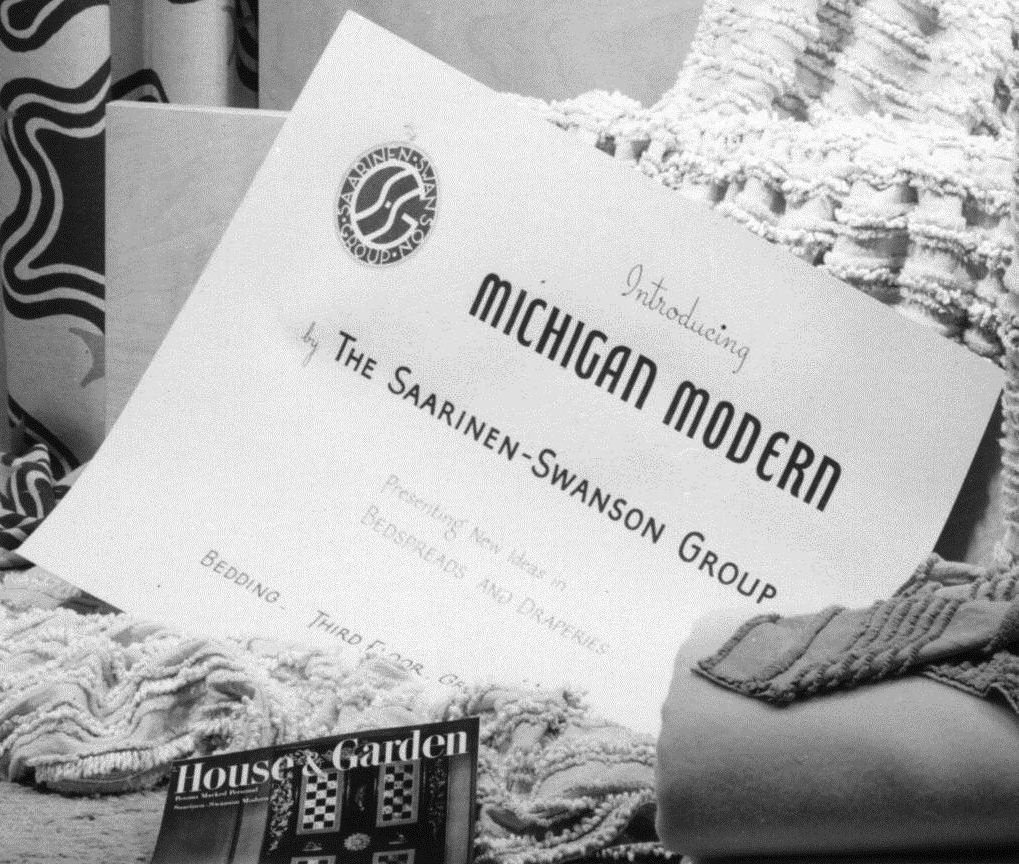 SAARINEN·SWANSON·GROUP·
Introducing
MICHIGAN MODERN
by THE SAARINEN-SWANSON GROUP
Presenting New Ideas in
BEDSPREADS AND DRAPERIES
BEDDING - THIRD FLOOR
House & Garden